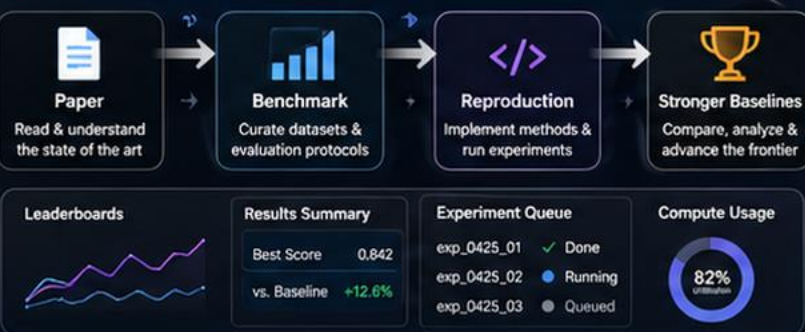 Paper
Read & understand
the state of the art
Benchmark
Curate datasets &
evaluation protocols
</>
Reproduction
Implement methods &
run experiments
Stronger Baselines
Compare, analyze &
advance the frontier
Leaderboards
Results Summary
Best Score 0.842
vs. Baseline +12.6%
Experiment Queue
exp_0425_01 ✓ Done
exp_0425_02 Running
exp_0425_03 Queued
Compute Usage
82%